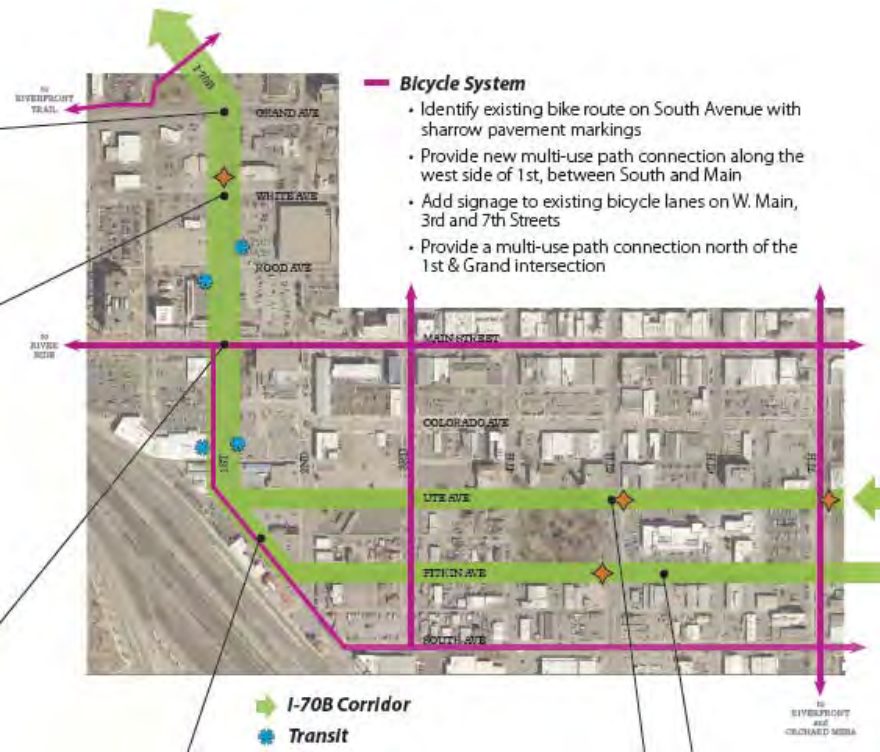 I-70B
to
RIVERFRONT
TRAIL
GRAND AVE
Bicycle System
• Identify existing bike route on South Avenue with
sharrow pavement markings
• Provide new multi-use path connection along the
west side of 1st, between South and Main
• Add signage to existing bicycle lanes on W. Main,
3rd and 7th Streets
• Provide a multi-use path connection north of the
1st & Grand intersection
WHITE AVE
ROOD AVE
to
RIVER
SIDE
MAIN STREET
COLORADO AVE
1ST
2ND
3RD
4TH
5TH
6TH
7TH
UTE AVE
PITKIN AVE
SOUTH AVE
I-70B Corridor
Transit
to
RIVERFRONT
and
ORCHARD MESA